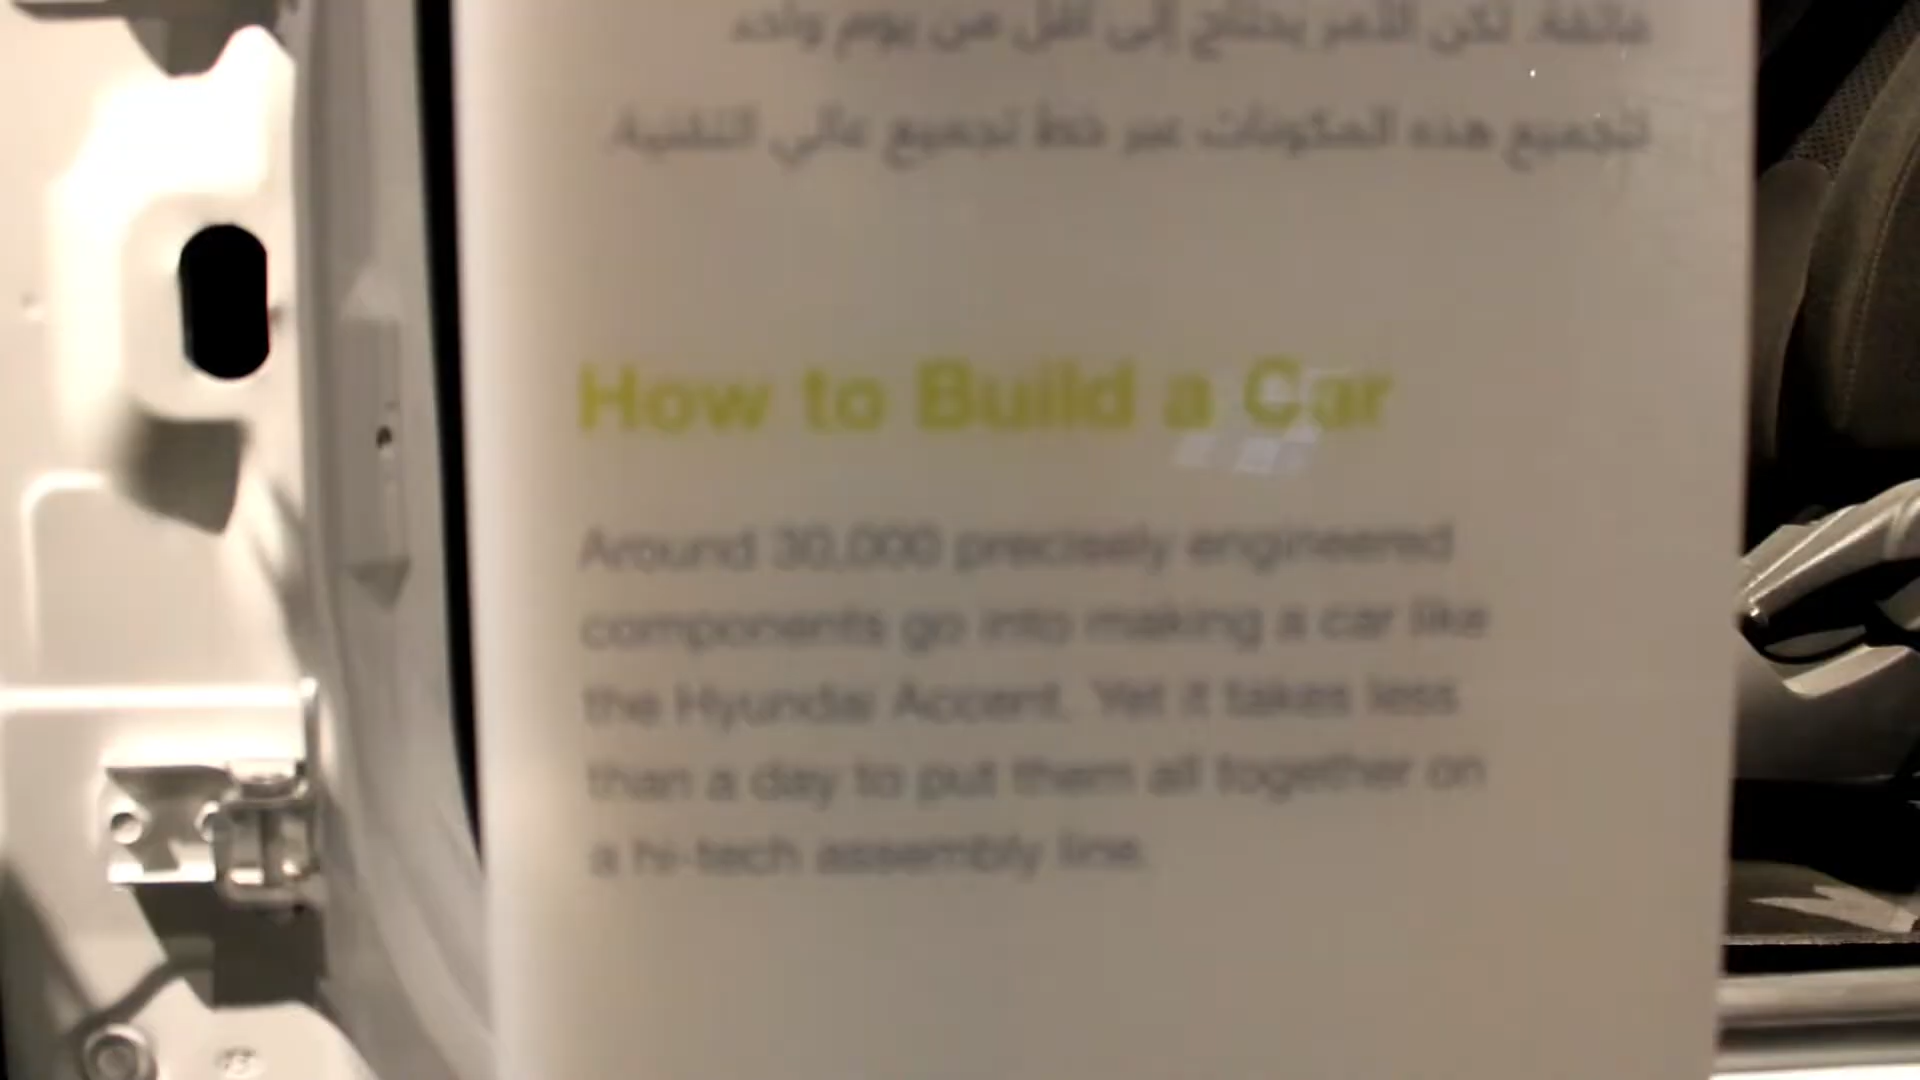 فائقة. لكن الأمر يحتاج إلى أقل من يوم واحد
لتجميع هذه المكونات عبر خط تجميع عالي التقنية.
How to Build a Car
Around 30,000 precisely engineered
components go into making a car like
the Hyundai Accent. Yet it takes less
than a day to put them all together on
a hi-tech assembly line.